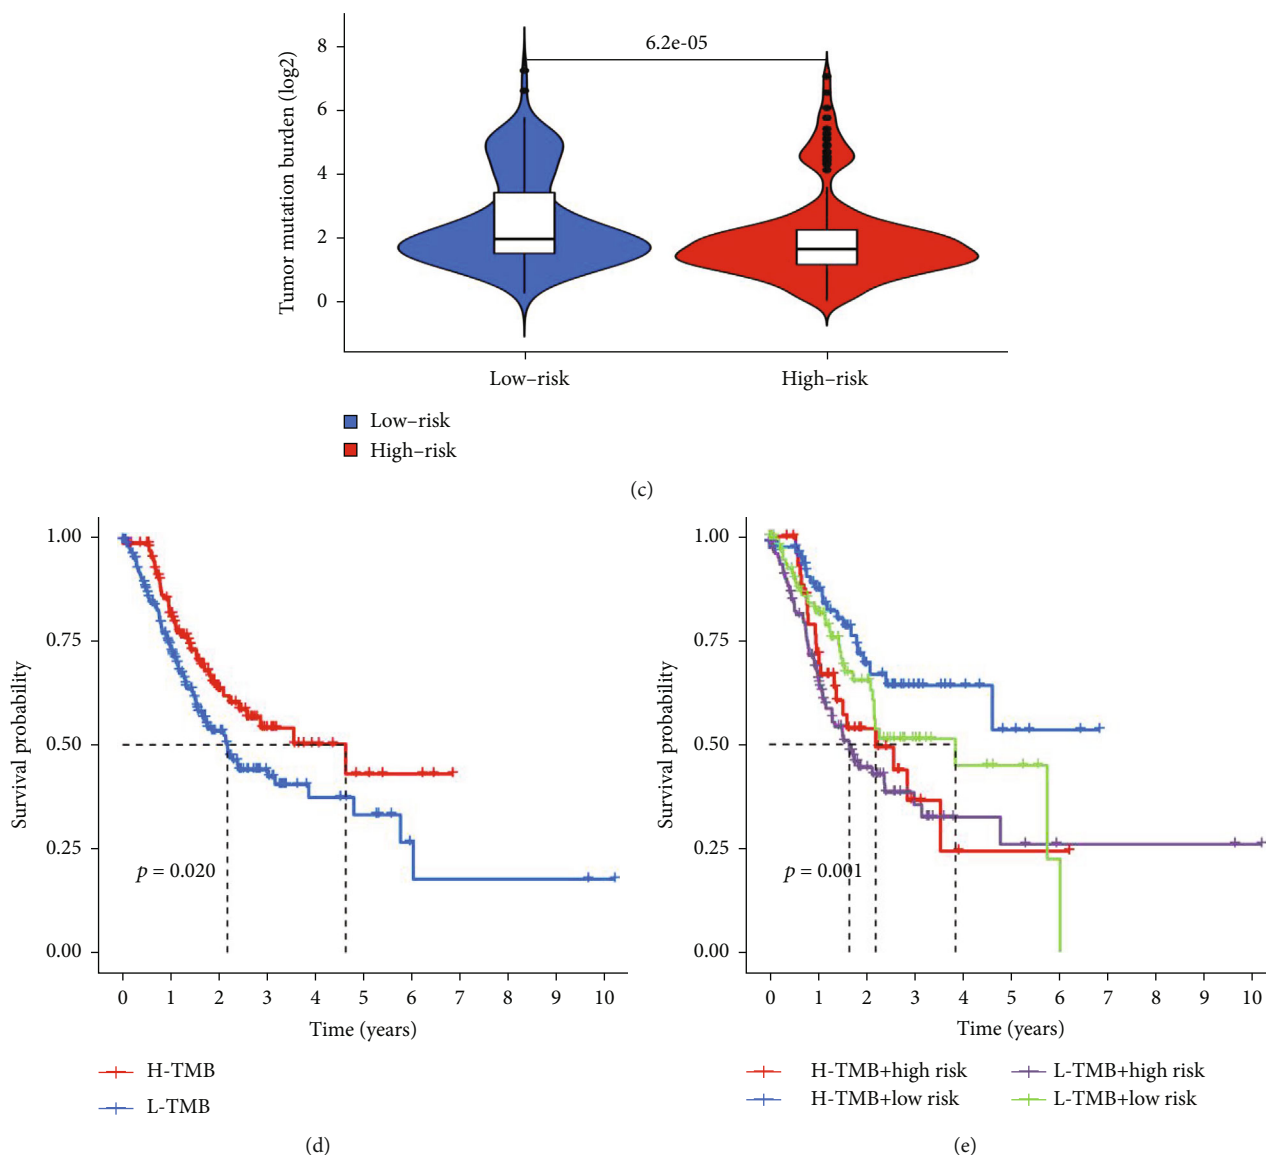 6.2e-05
Tumor mutation burden (log2)
8
6
4
2
0
Low–risk
High–risk
Low–risk
High–risk
(c)
Survival probability
1.00
0.75
0.50
0.25
0.00
p = 0.020
0 1 2 3 4 5 6 7 8 9 10
Time (years)
H-TMB
L-TMB
(d)
Survival probability
1.00
0.75
0.50
0.25
0.00
p = 0.001
0 1 2 3 4 5 6 7 8 9 10
Time (years)
H-TMB+high risk
H-TMB+low risk
L-TMB+high risk
L-TMB+low risk
(e)